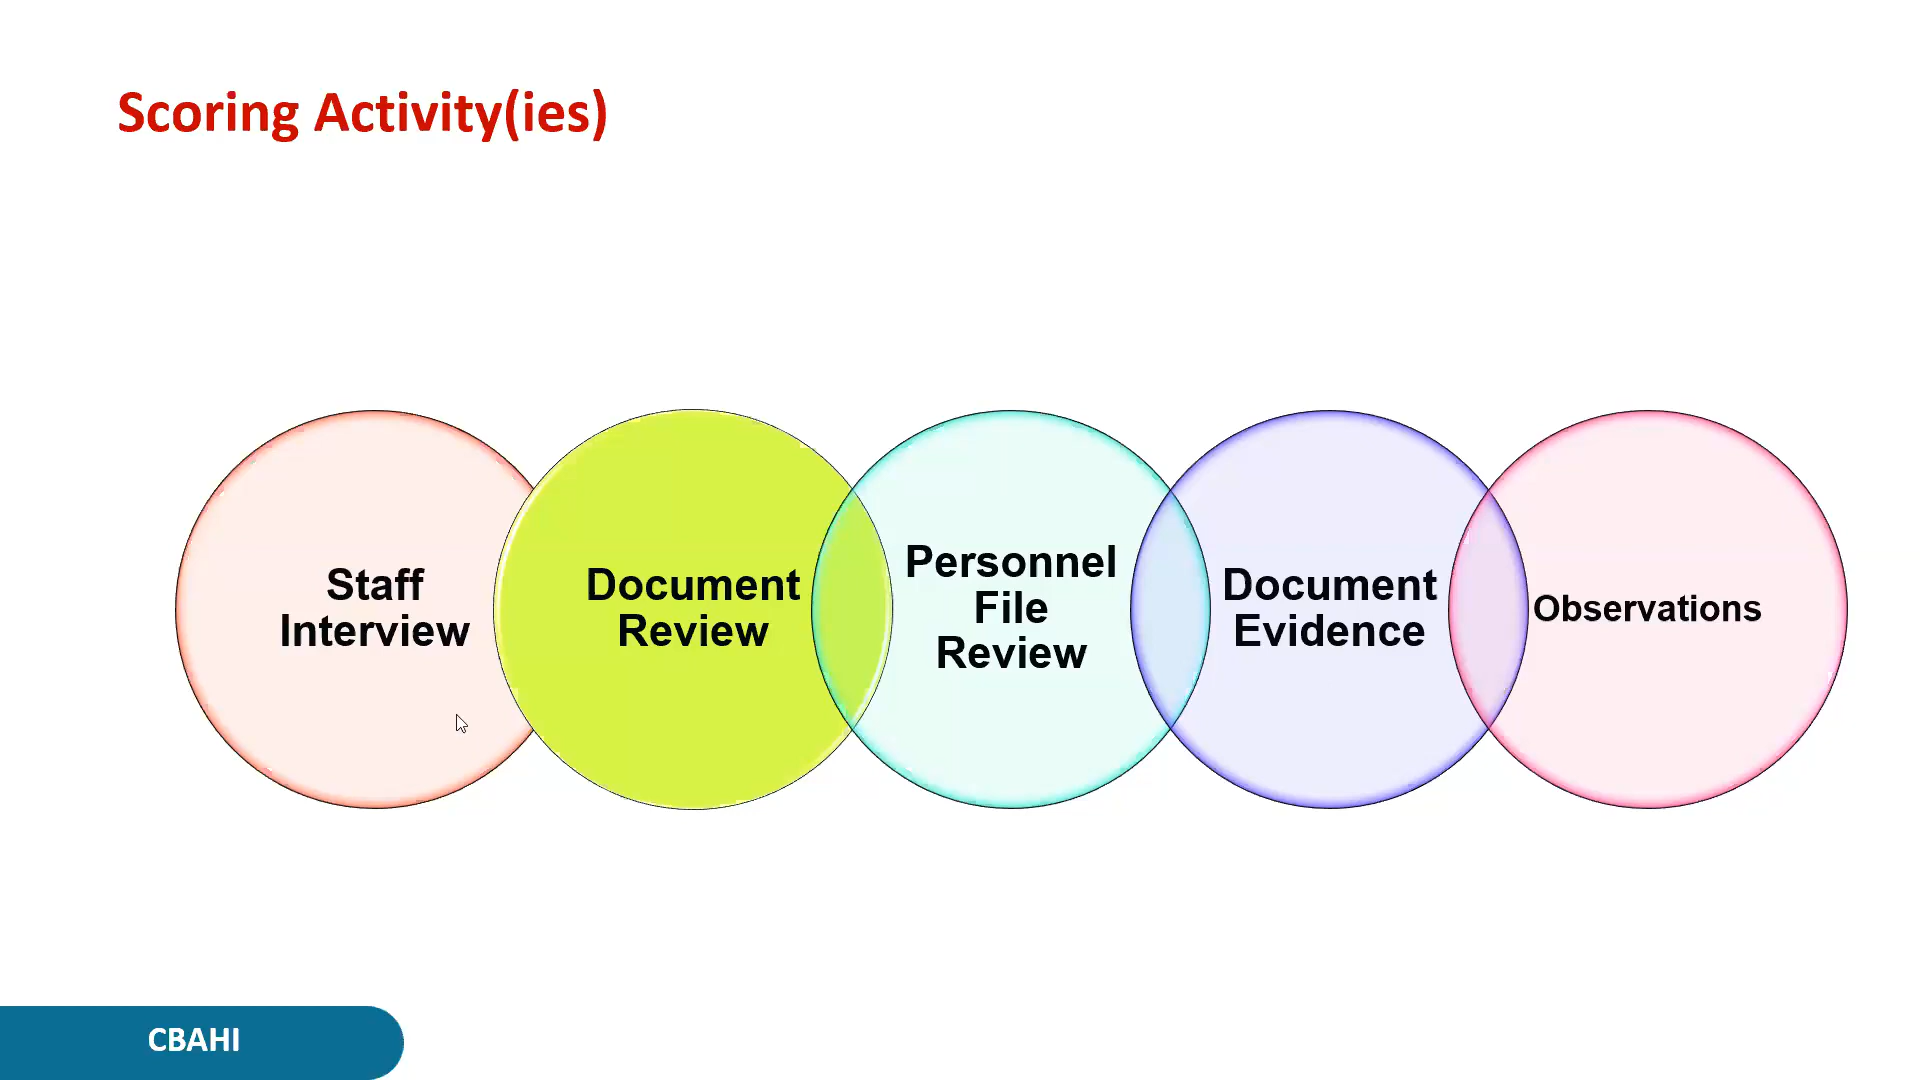 Scoring Activity(ies)
Staff
Interview
Document
Review
Personnel
File
Review
Document
Evidence
Observations
CBAHI